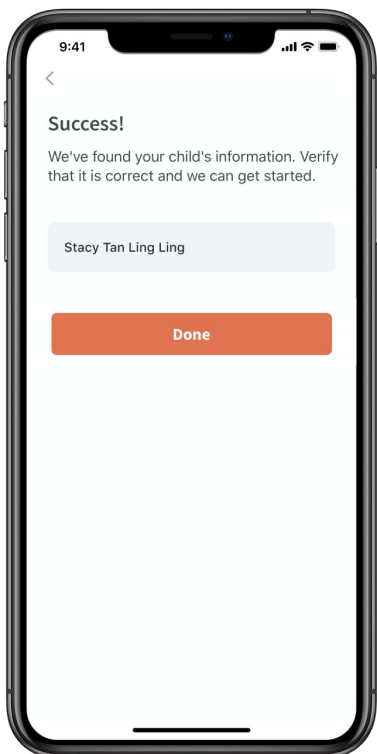 9:41
Success!
We've found your child's information. Verify
that it is correct and we can get started.
Stacy Tan Ling Ling
Done